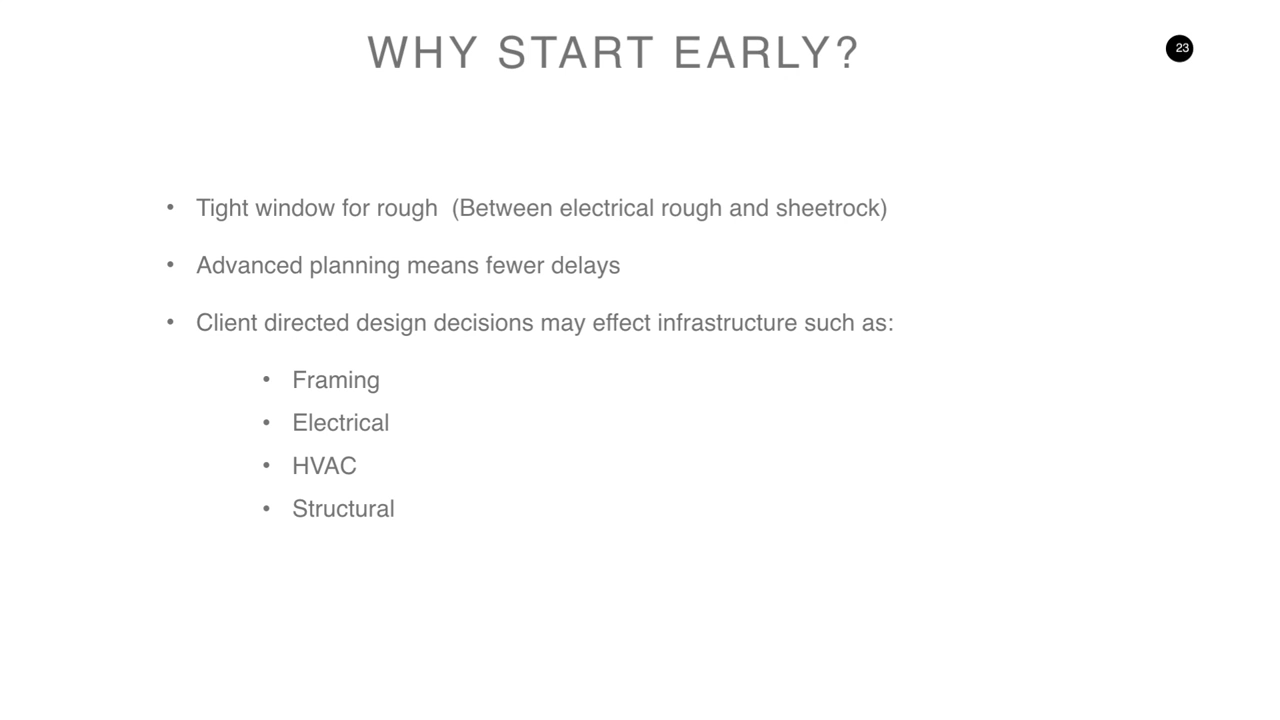 WHY START EARLY?
23
• Tight window for rough  (Between electrical rough and sheetrock)
• Advanced planning means fewer delays
• Client directed design decisions may effect infrastructure such as:
• Framing
• Electrical
• HVAC
• Structural